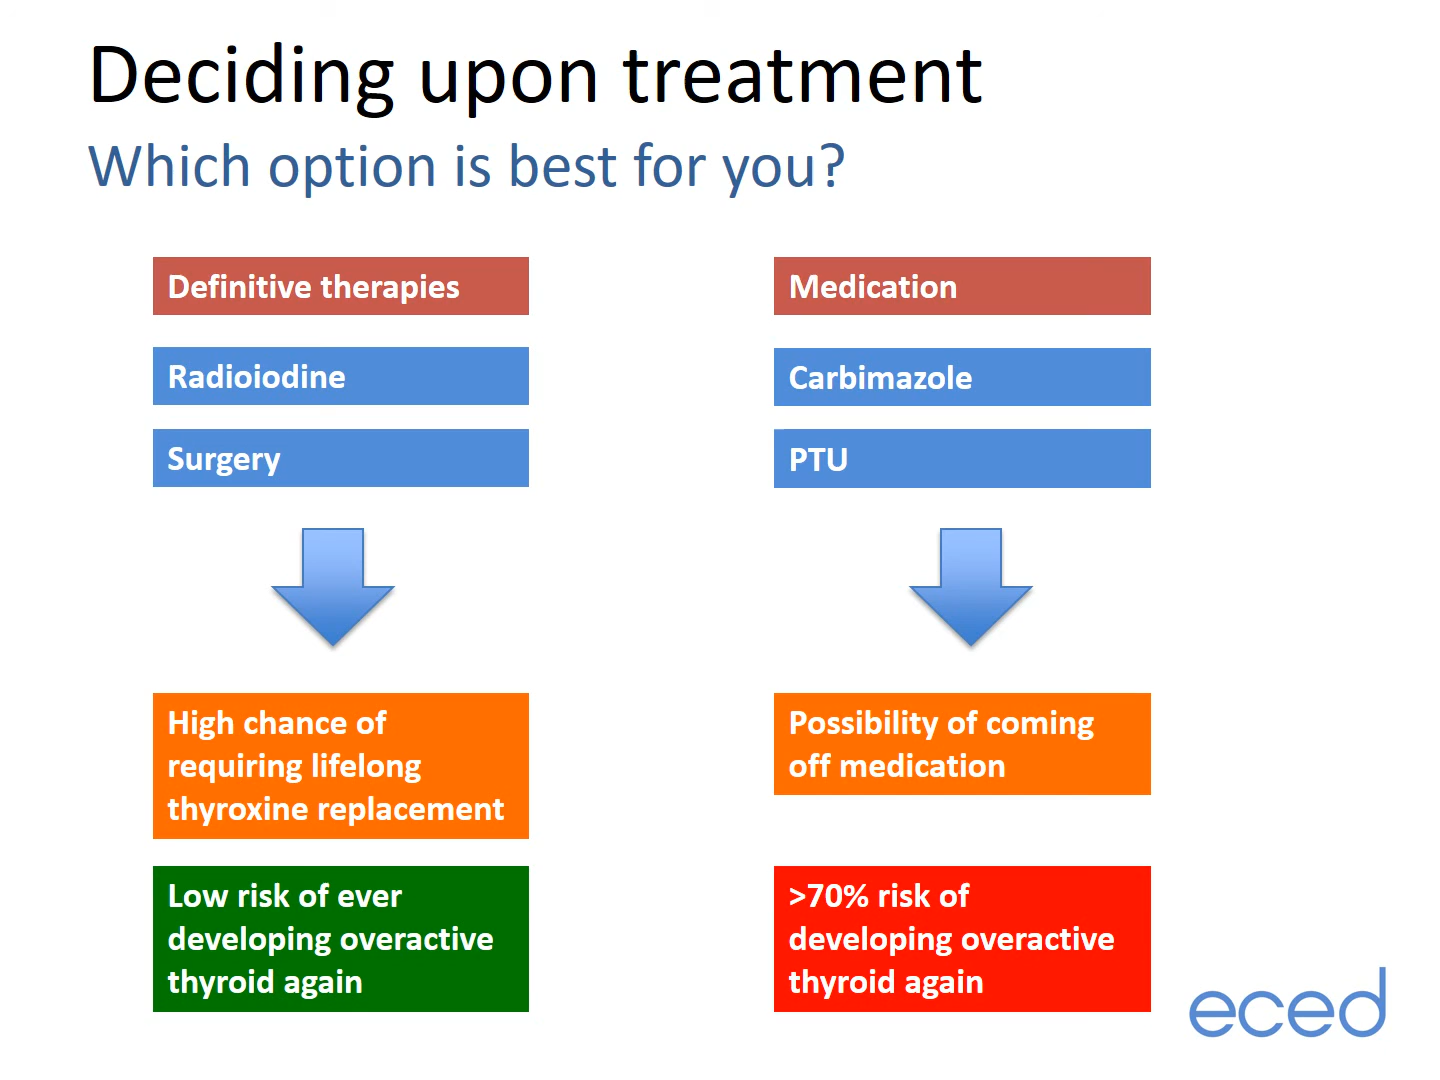 Deciding upon treatment
Which option is best for you?
Definitive therapies
Radioiodine
Surgery
High chance of
requiring lifelong
thyroxine replacement
Low risk of ever
developing overactive
thyroid again
Medication
Carbimazole
PTU
Possibility of coming
off medication
>70% risk of
developing overactive
thyroid again
eced